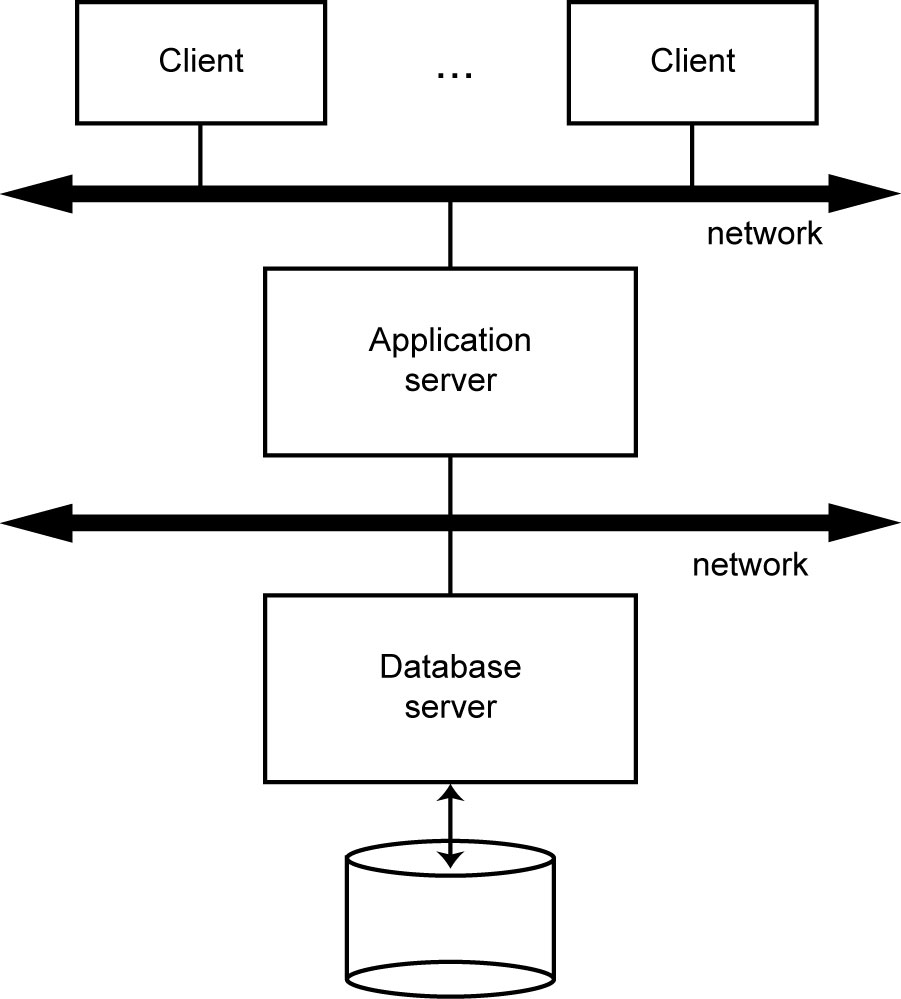 Client
...
Client
network
Application
server
network
Database
server